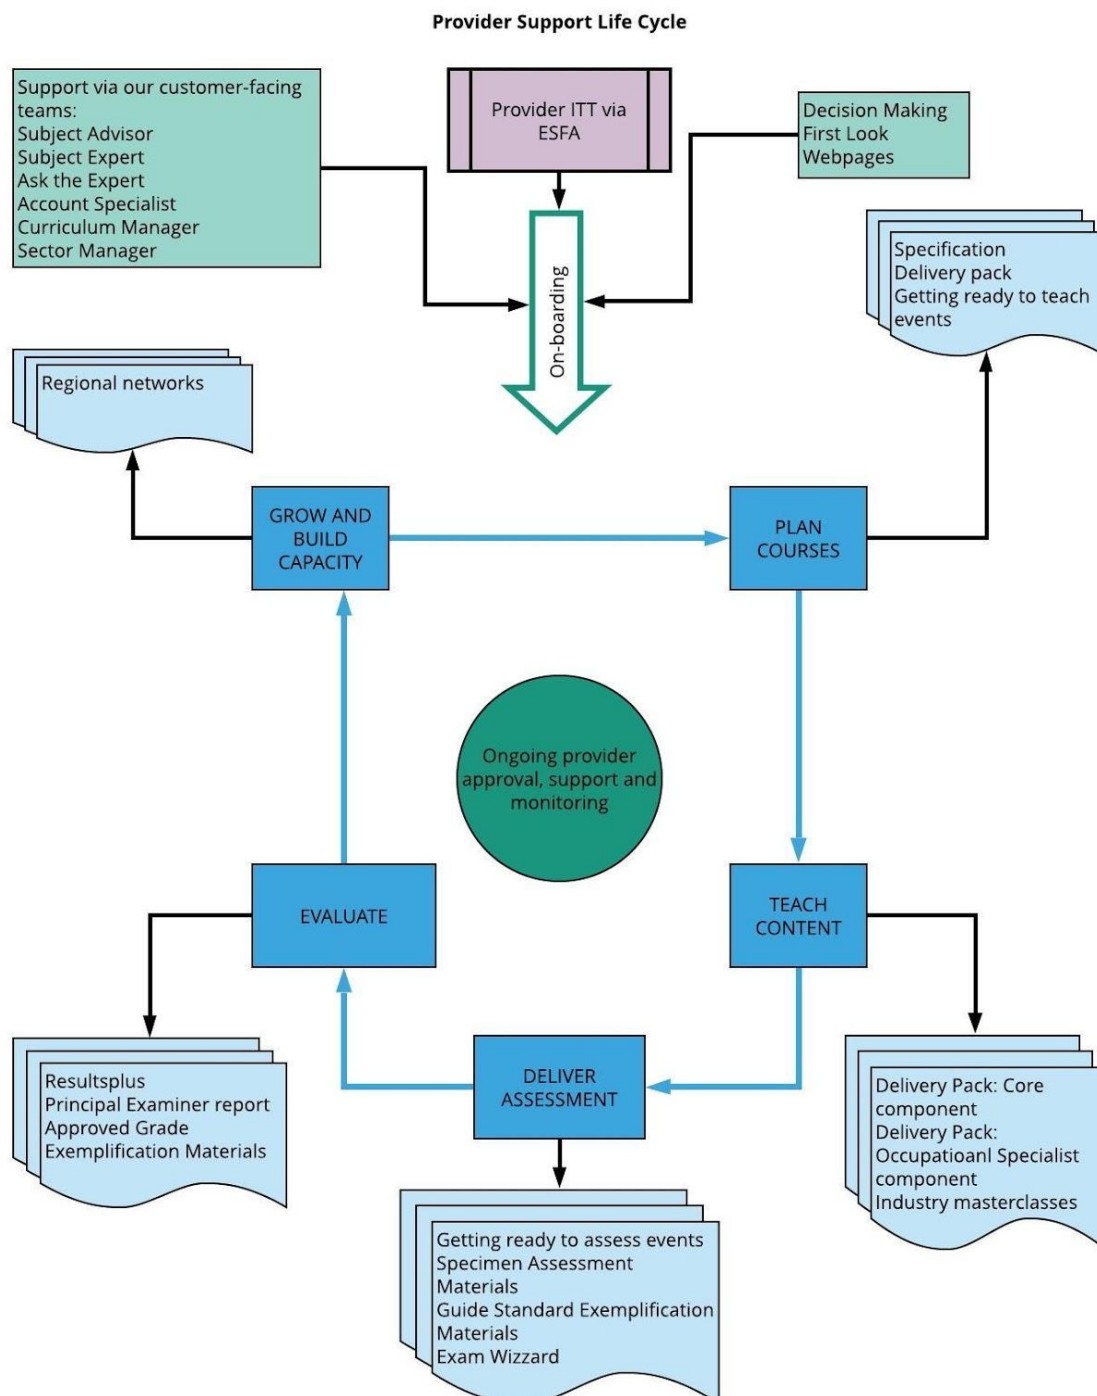 Provider Support Life Cycle
Support via our customer-facing
teams:
Subject Advisor
Subject Expert
Ask the Expert
Account Specialist
Curriculum Manager
Sector Manager
Provider ITT via
ESFA
Decision Making
First Look
Webpages
On-boarding
Specification
Delivery pack
Getting ready to teach
events
Regional networks
GROW AND
BUILD
CAPACITY
PLAN
COURSES
Ongoing provider
approval, support and
monitoring
EVALUATE
TEACH
CONTENT
DELIVER
ASSESSMENT
Resultsplus
Principal Examiner report
Approved Grade
Exemplification Materials
Delivery Pack: Core
component
Delivery Pack:
Occupatioanl Specialist
component
Industry masterclasses
Getting ready to assess events
Specimen Assessment
Materials
Guide Standard Exemplification
Materials
Exam Wizzard